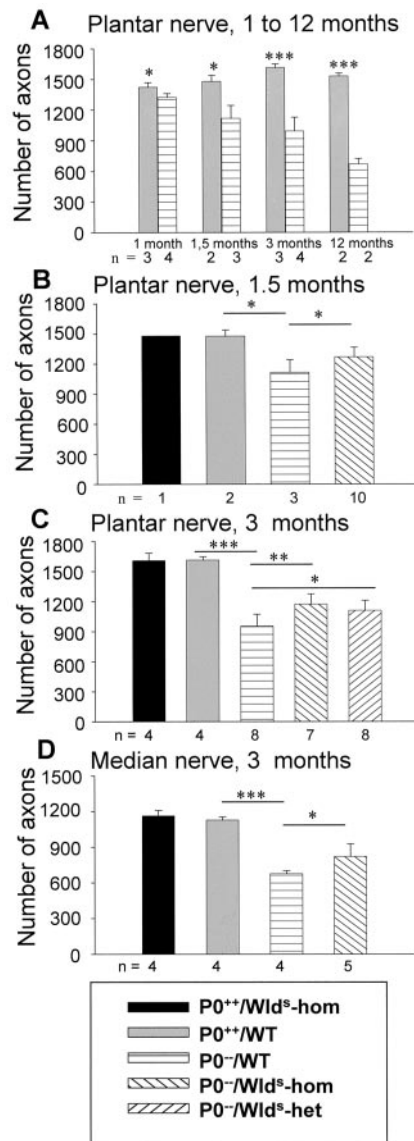 A Plantar nerve, 1 to 12 months
Number of axons
1800
1500
1200
900
600
300
0
* * *** ***
1 month 1,5 months 3 months 12 months
n = 3 4 2 3 3 4 2 2
B Plantar nerve, 1.5 months
Number of axons
1800
1500
1200
900
600
300
0
* *
n = 1 2 3 10
C Plantar nerve, 3 months
Number of axons
1800
1500
1200
900
600
300
0
*** **
*
n = 4 4 8 7 8
D Median nerve, 3 months
Number of axons
1500
1200
900
600
300
0
*** *
n = 4 4 4 5
P0++/Wlds-hom
P0++/WT
P0--/WT
P0--/Wlds-hom
P0--/Wlds-het